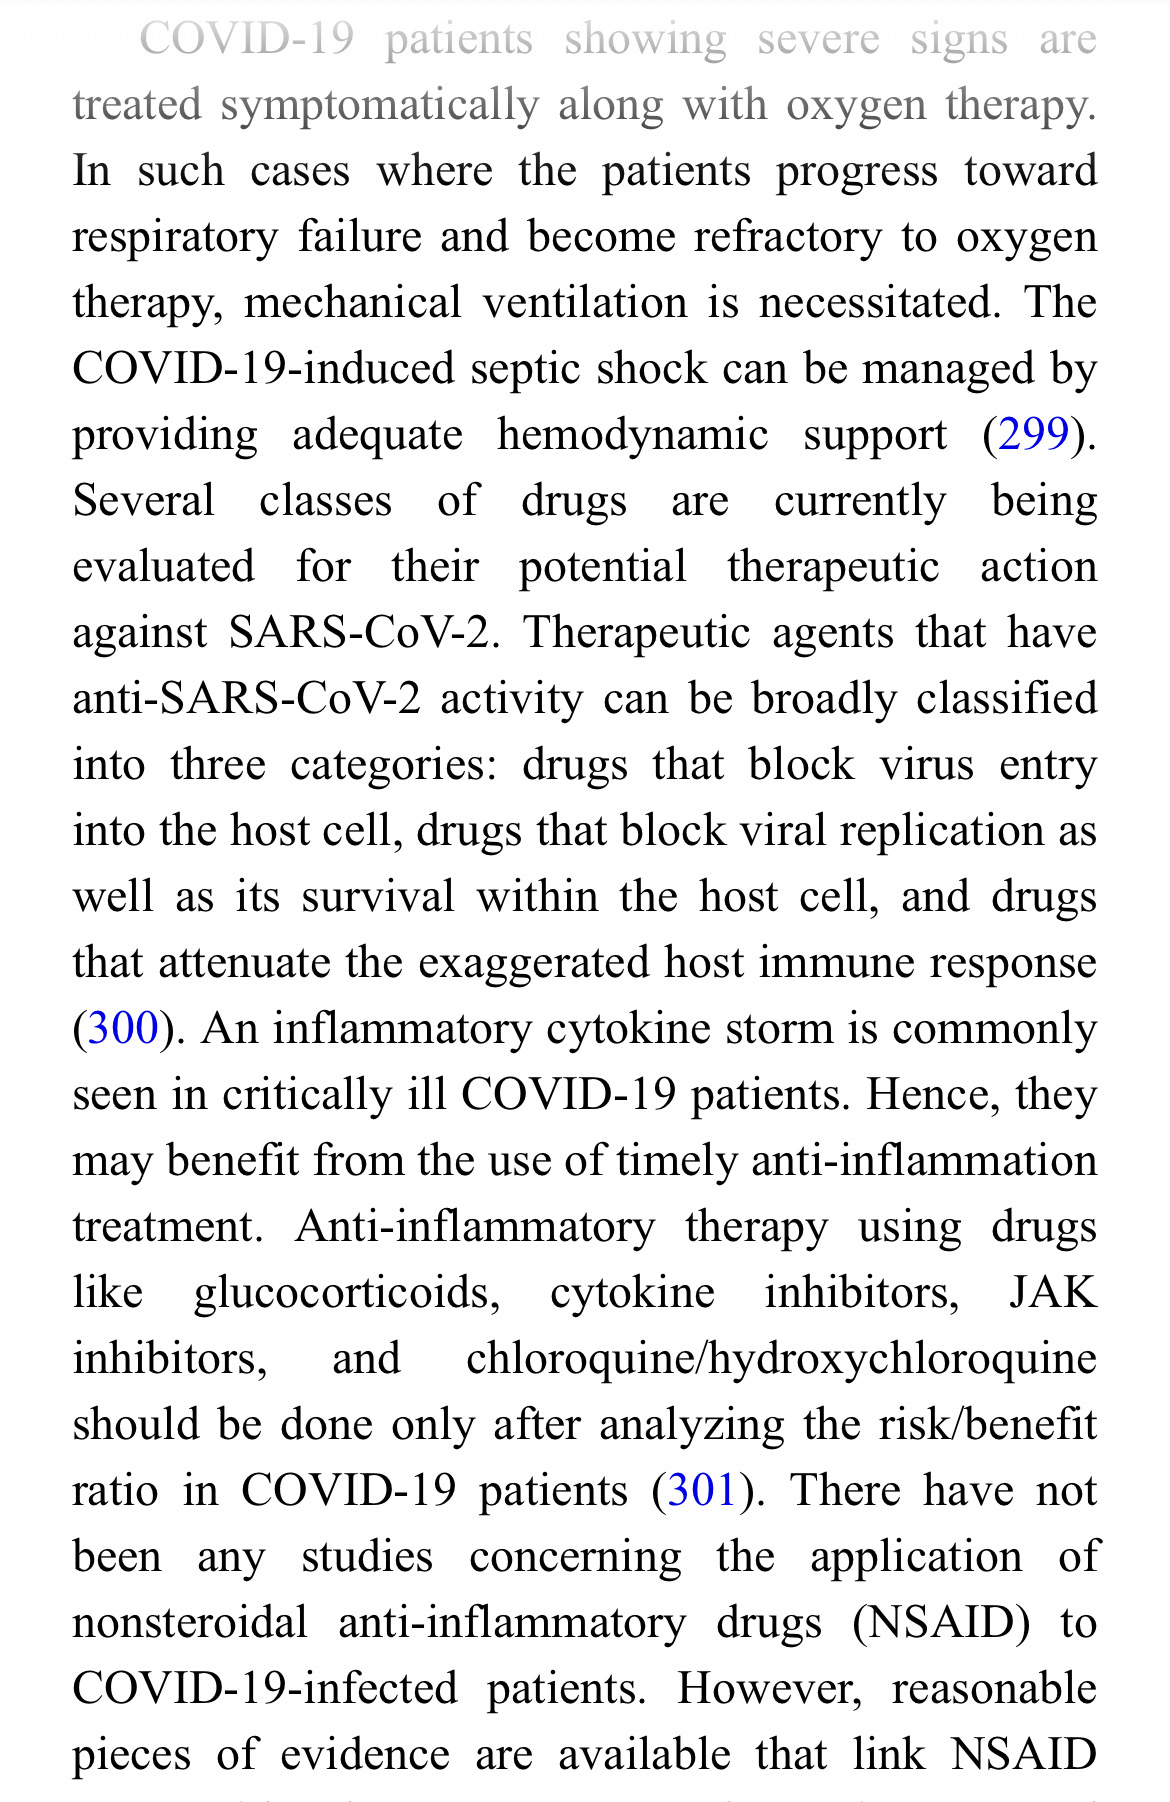 COVID-19 patients showing severe signs are
treated symptomatically along with oxygen therapy.
In such cases where the patients progress toward
respiratory failure and become refractory to oxygen
therapy, mechanical ventilation is necessitated. The
COVID-19-induced septic shock can be managed by
providing adequate hemodynamic support (299).
Several classes of drugs are currently being
evaluated for their potential therapeutic action
against SARS-CoV-2. Therapeutic agents that have
anti-SARS-CoV-2 activity can be broadly classified
into three categories: drugs that block virus entry
into the host cell, drugs that block viral replication as
well as its survival within the host cell, and drugs
that attenuate the exaggerated host immune response
(300). An inflammatory cytokine storm is commonly
seen in critically ill COVID-19 patients. Hence, they
may benefit from the use of timely anti-inflammation
treatment. Anti-inflammatory therapy using drugs
like glucocorticoids, cytokine inhibitors, JAK
inhibitors, and chloroquine/hydroxychloroquine
should be done only after analyzing the risk/benefit
ratio in COVID-19 patients (301). There have not
been any studies concerning the application of
nonsteroidal anti-inflammatory drugs (NSAID) to
COVID-19-infected patients. However, reasonable
pieces of evidence are available that link NSAID